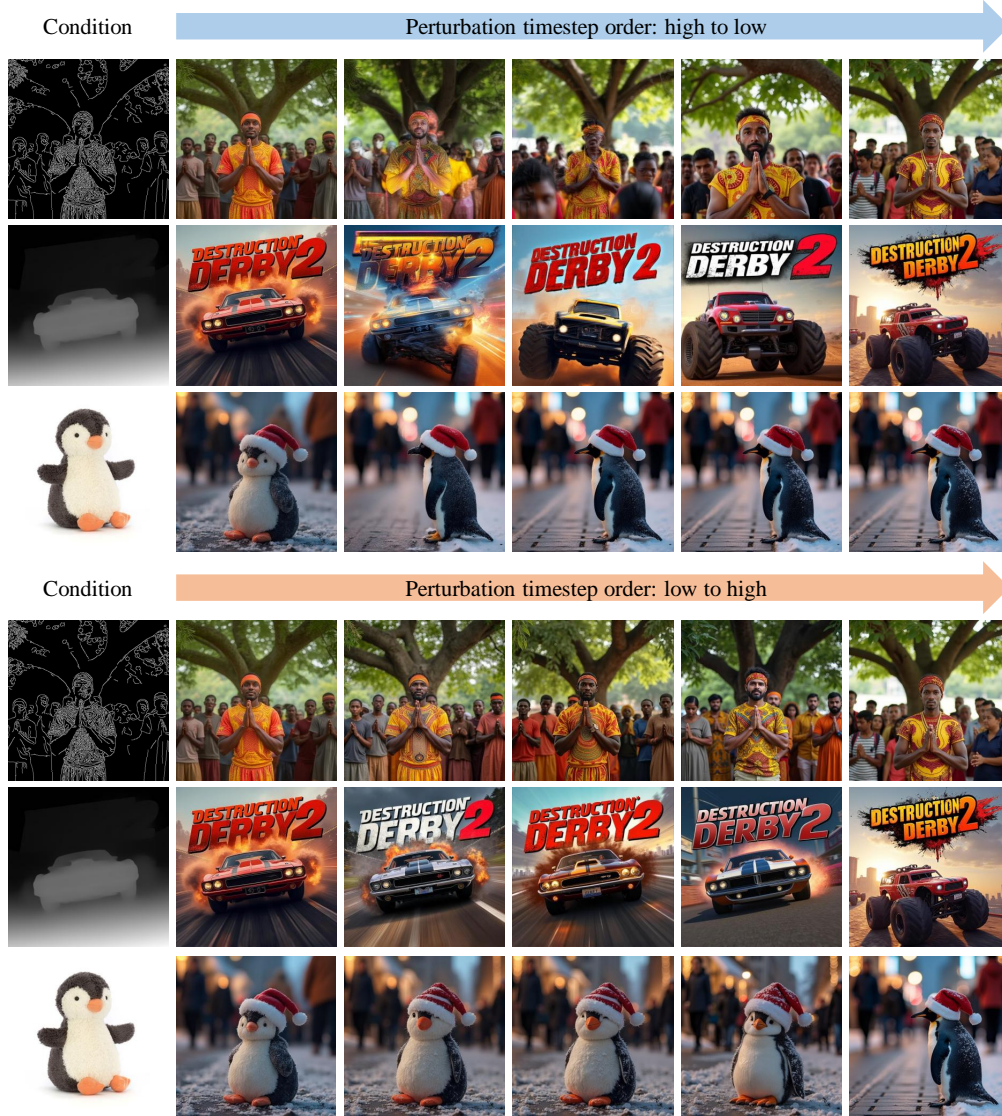 Condition
Perturbation timestep order: high to low
DESTRUCTION
DERBY 2
DESTRUCTION
DERBY 2
DESTRUCTION
DERBY 2
DESTRUCTION
DERBY 2
DESTRUCTION
DERBY 2
Condition
Perturbation timestep order: low to high
DESTRUCTION
DERBY 2
DESTRUCTION
DERBY 2
DESTRUCTION
DERBY 2
DESTRUCTION
DERBY 2
DESTRUCTION
DERBY 2